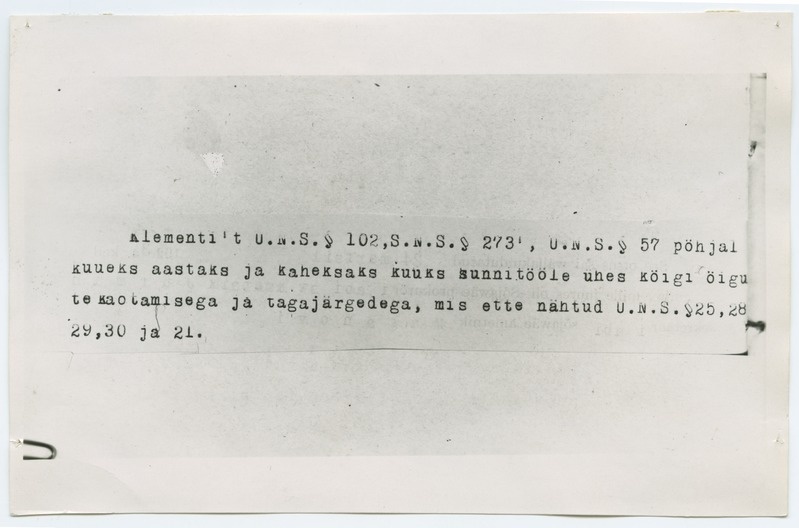 Klementi't U.N.S.§ 102,S.N.S.§ 273', U.N.S.§ 57 põhjal
kuueks aastaks ja kaheksaks kuuks sunnitööle ühes kõigi õigu
te kaotamisega ja tagajärgedega, mis ette nähtud U.N.S.§25,28
29,30 ja 21.